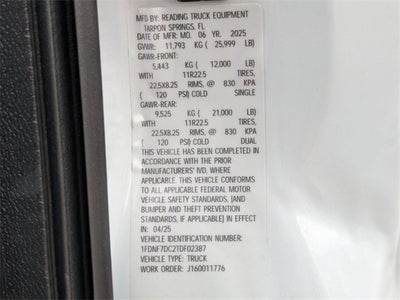 MFD BY: READING TRUCK EQUIPMENT
TARPON SPRINGS, FL
DATE OF MFR: MO. 06 YR. 2025
GVWR: 11,793 KG ( 25,999 LB)
GAWR-FRONT:
5,443 KG ( 12,000 LB)
WITH 11R22.5 TIRES,
22.5X8.25 RIMS, @ 830 KPA
( 120 PSI) COLD SINGLE
GAWR-REAR:
9,525 KG ( 21,000 LB)
WITH 11R22.5 TIRES,
22.5X8.25 RIMS, @ 830 KPA
( 120 PSI) COLD DUAL
THIS VEHICLE HAS BEEN COMPLETED IN
ACCORDANCE WITH THE PRIOR
MANUFACTURERS' IVD, WHERE
APPLICABLE. THIS VEHICLE CONFORMS
TO ALL APPLICABLE FEDERAL MOTOR
VEHICLE SAFETY STANDARDS, [AND
BUMPER AND THEFT PREVENTION
STANDARDS, IF APPLICABLE] IN EFFECT
IN: 04/25
VEHICLE IDENTIFICATION NUMBER:
1FDNF7DC2TDF02387
VEHICLE TYPE: TRUCK
WORK ORDER: J160011776